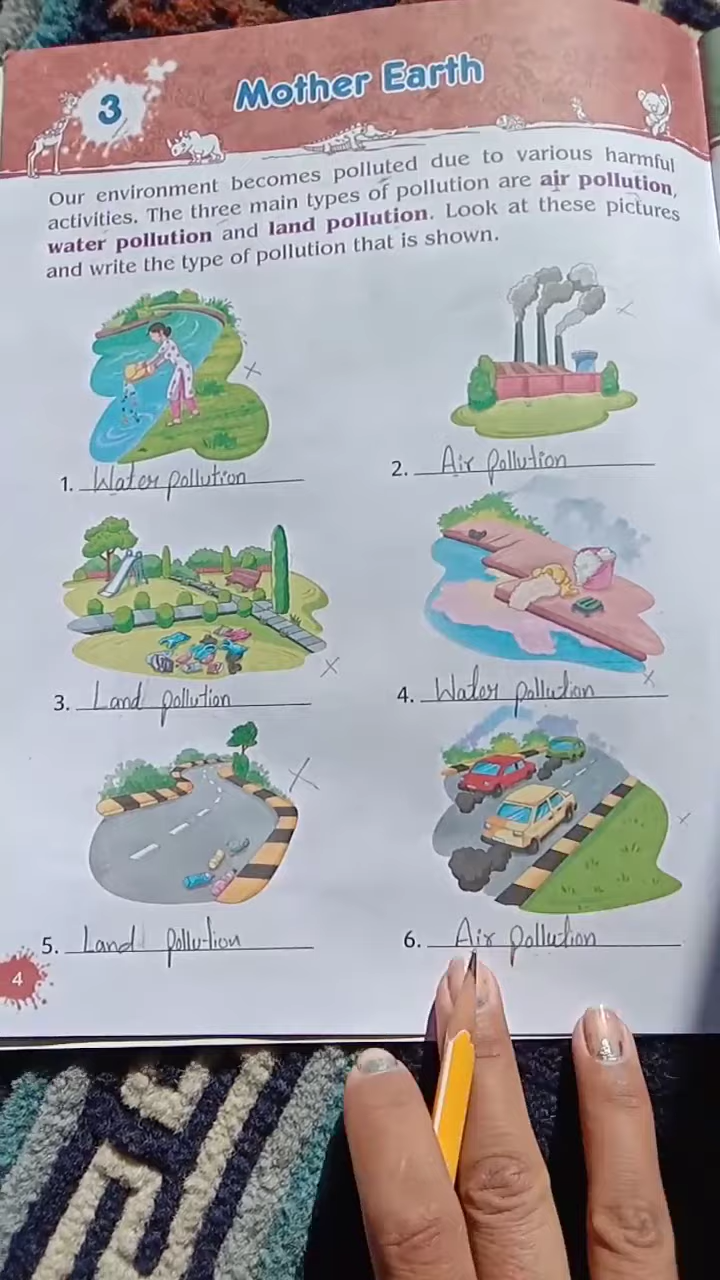 3
Mother Earth
Our environment becomes polluted due to various harmful
activities. The three main types of pollution are air pollution,
water pollution and land pollution. Look at these pictures
and write the type of pollution that is shown.
1. Water pollution
2. Air pollution
3. Land pollution
4. Water pollution
5. Land pollution
6. Air pollution
4